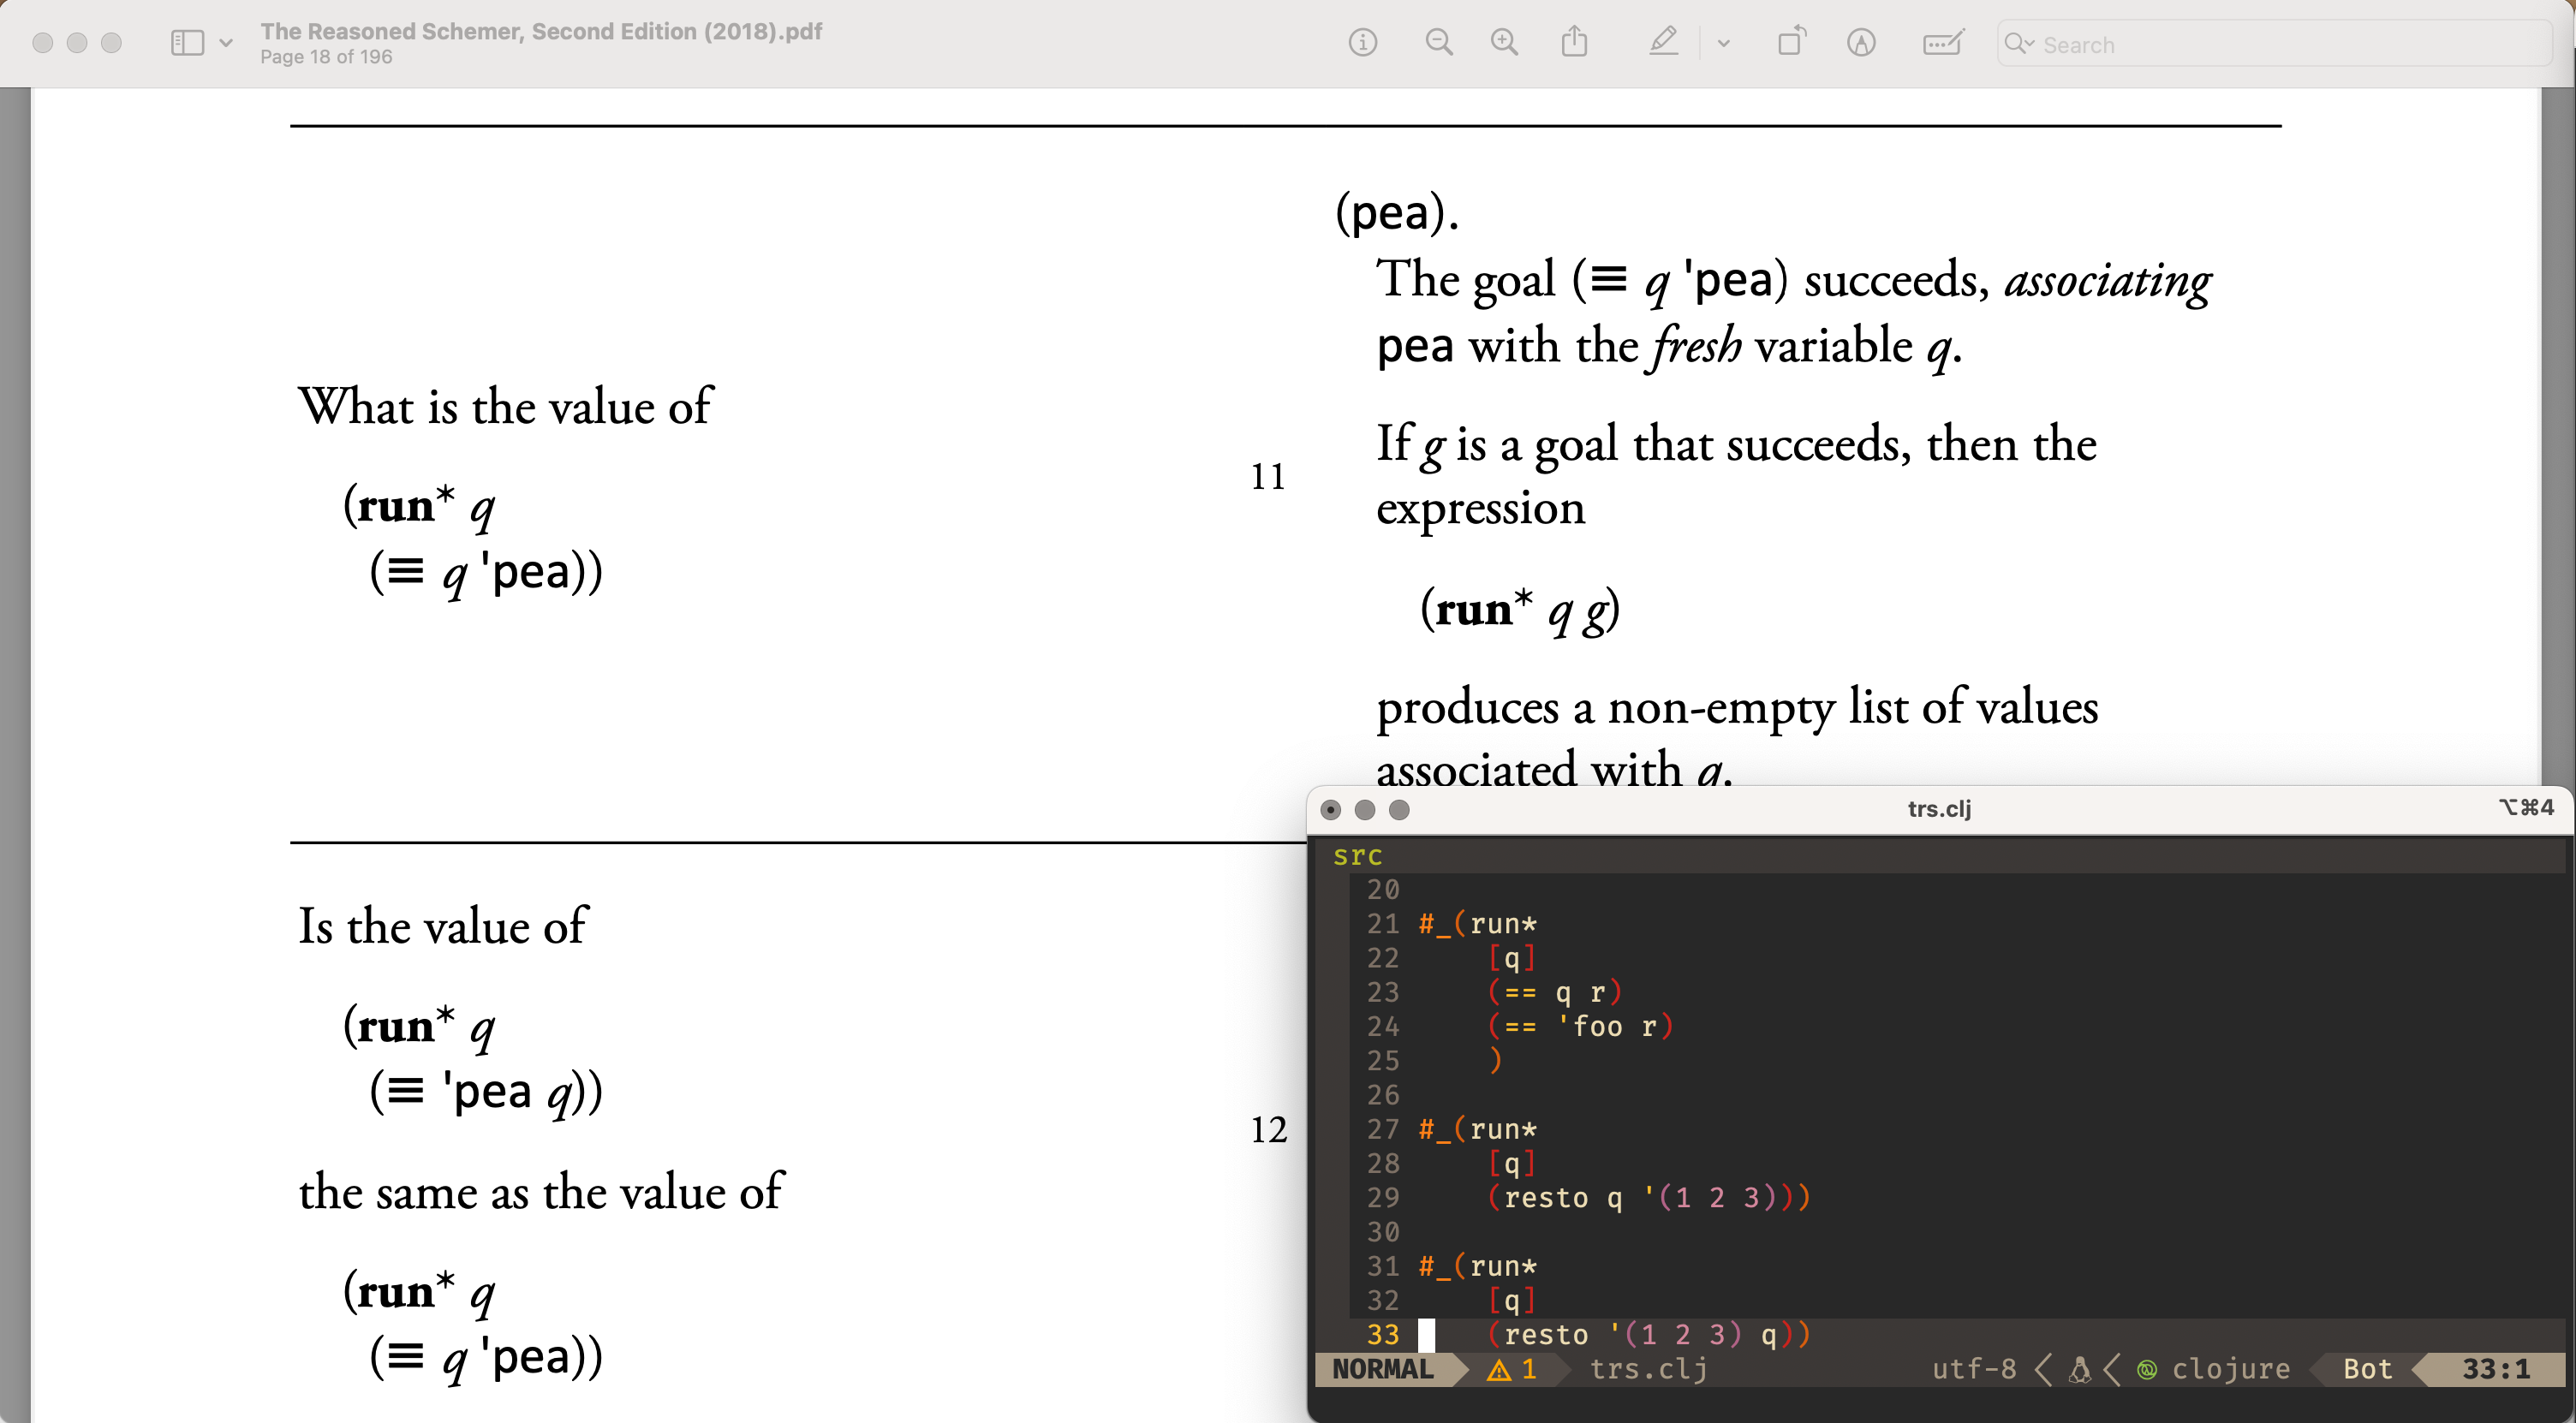 The Reasoned Schemer, Second Edition (2018).pdf
Page 18 of 196
Search
What is the value of
(run* q
(≡ q 'pea))
11
(pea).
The goal (≡ q 'pea) succeeds, associating
pea with the fresh variable q.
If g is a goal that succeeds, then the
expression
(run* q g)
produces a non-empty list of values
associated with q.
Is the value of
(run* q
(≡ 'pea q))
the same as the value of
(run* q
(≡ q 'pea))
12
trs.clj
⌥⌘4
src
20
21 #_(run*
22 [q]
23 (== q r)
24 (== 'foo r)
25 )
26
27 #_(run*
28 [q]
29 (resto q '(1 2 3)))
30
31 #_(run*
32 [q]
33 (resto '(1 2 3) q))
NORMAL ⚠ 1 trs.clj utf-8 clojure Bot 33:1